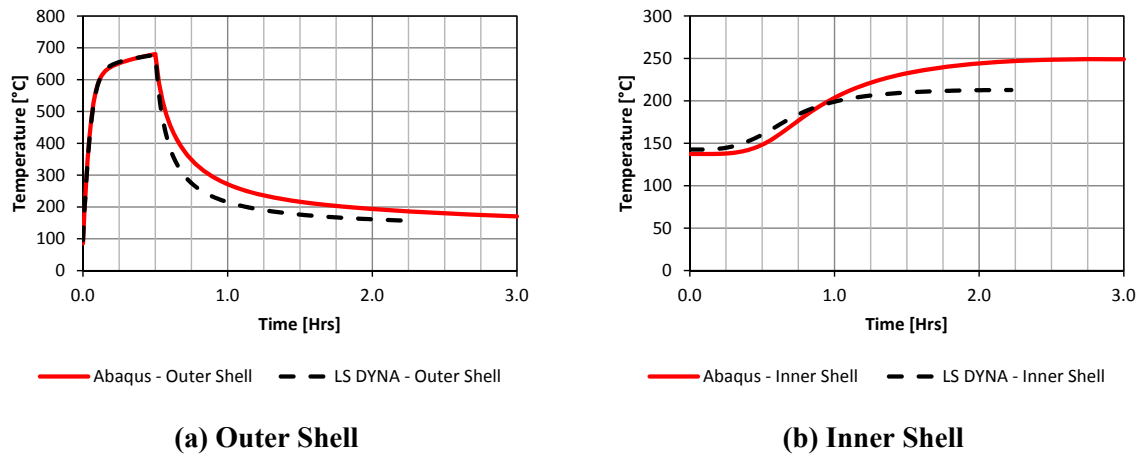 800
700
600
500
400
300
200
100
0
Temperature [°C]
0.0 1.0 2.0 3.0
Time [Hrs]
Abaqus - Outer Shell LS DYNA - Outer Shell
(a) Outer Shell
300
250
200
150
100
50
0
Temperature [°C]
0.0 1.0 2.0 3.0
Time [Hrs]
Abaqus - Inner Shell LS DYNA - Inner Shell
(b) Inner Shell